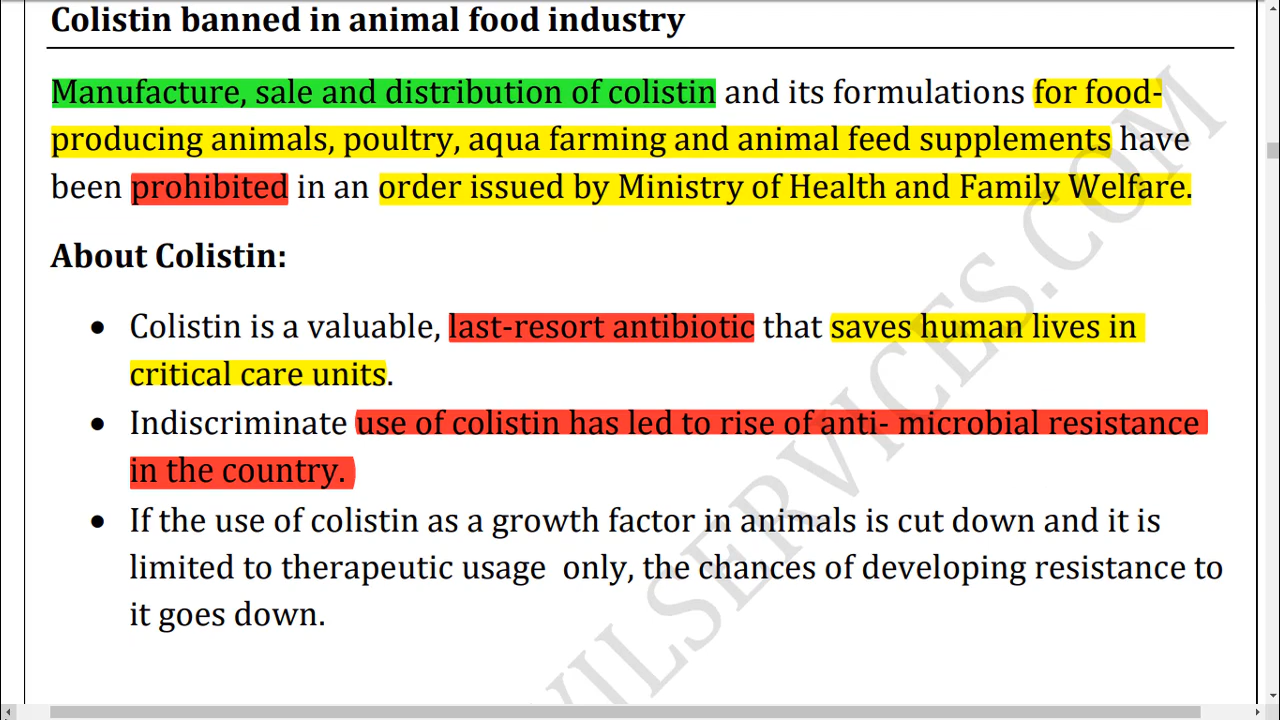 Colistin banned in animal food industry
Manufacture, sale and distribution of colistin and its formulations for food-
producing animals, poultry, aqua farming and animal feed supplements have
been prohibited in an order issued by Ministry of Health and Family Welfare.
About Colistin:
• Colistin is a valuable, last-resort antibiotic that saves human lives in
critical care units.
• Indiscriminate use of colistin has led to rise of anti- microbial resistance
in the country.
• If the use of colistin as a growth factor in animals is cut down and it is
limited to therapeutic usage  only, the chances of developing resistance to
it goes down.
VILSERVICES.COM